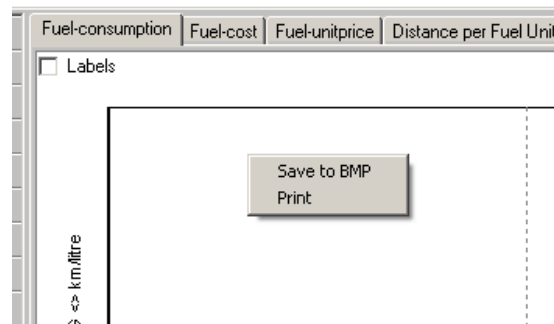 Fuel-consumption Fuel-cost Fuel-unitprice Distance per Fuel Unit
Labels
Save to BMP
Print
<> km/litre